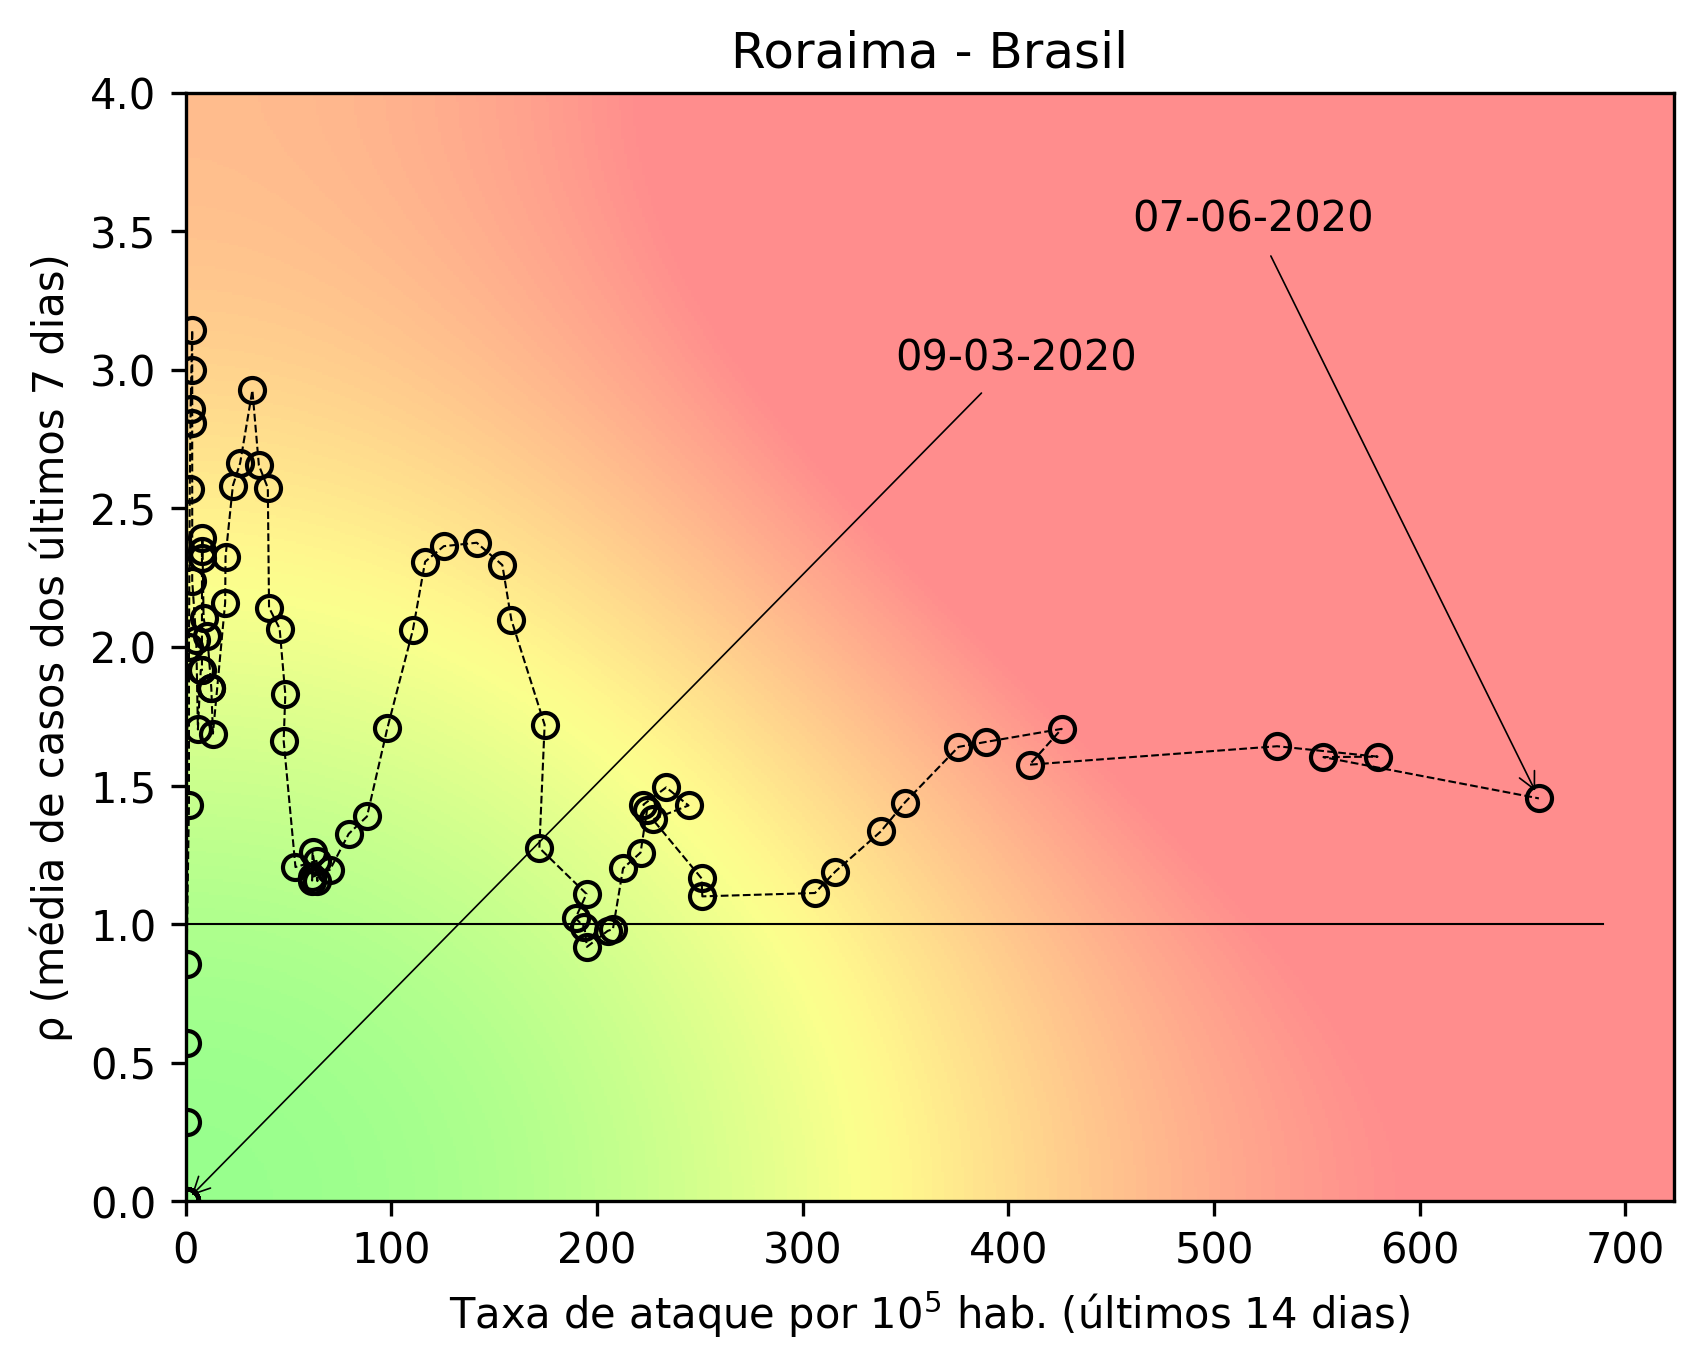 Roraima - Brasil
4.0
3.5
3.0
2.5
2.0
1.5
1.0
0.5
0.0
ρ (média de casos dos últimos 7 dias)
07-06-2020
09-03-2020
0 100 200 300 400 500 600 700
Taxa de ataque por 10⁵ hab. (últimos 14 dias)